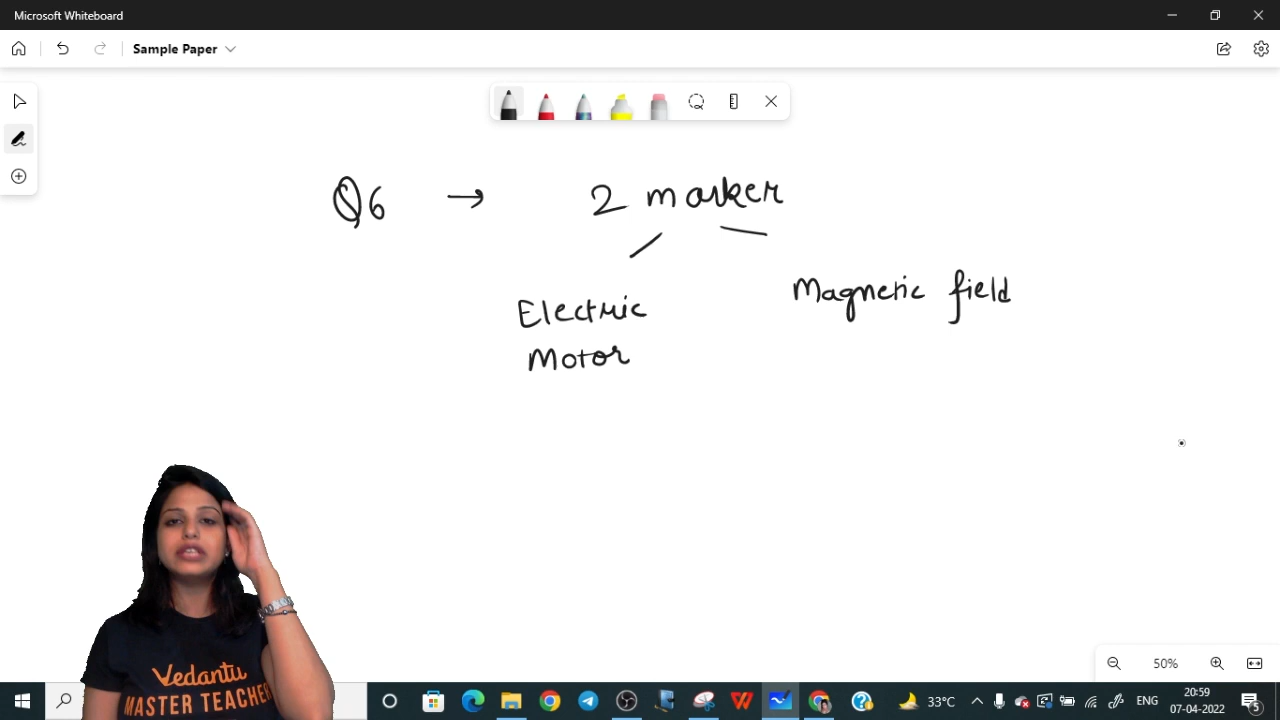 Microsoft Whiteboard
Sample Paper
Q6 → 2 marker
Magnetic field
Electric
Motor
Vedantu
MASTER TEACHER
50%
33°C
ENG
20:59
07-04-2022
5